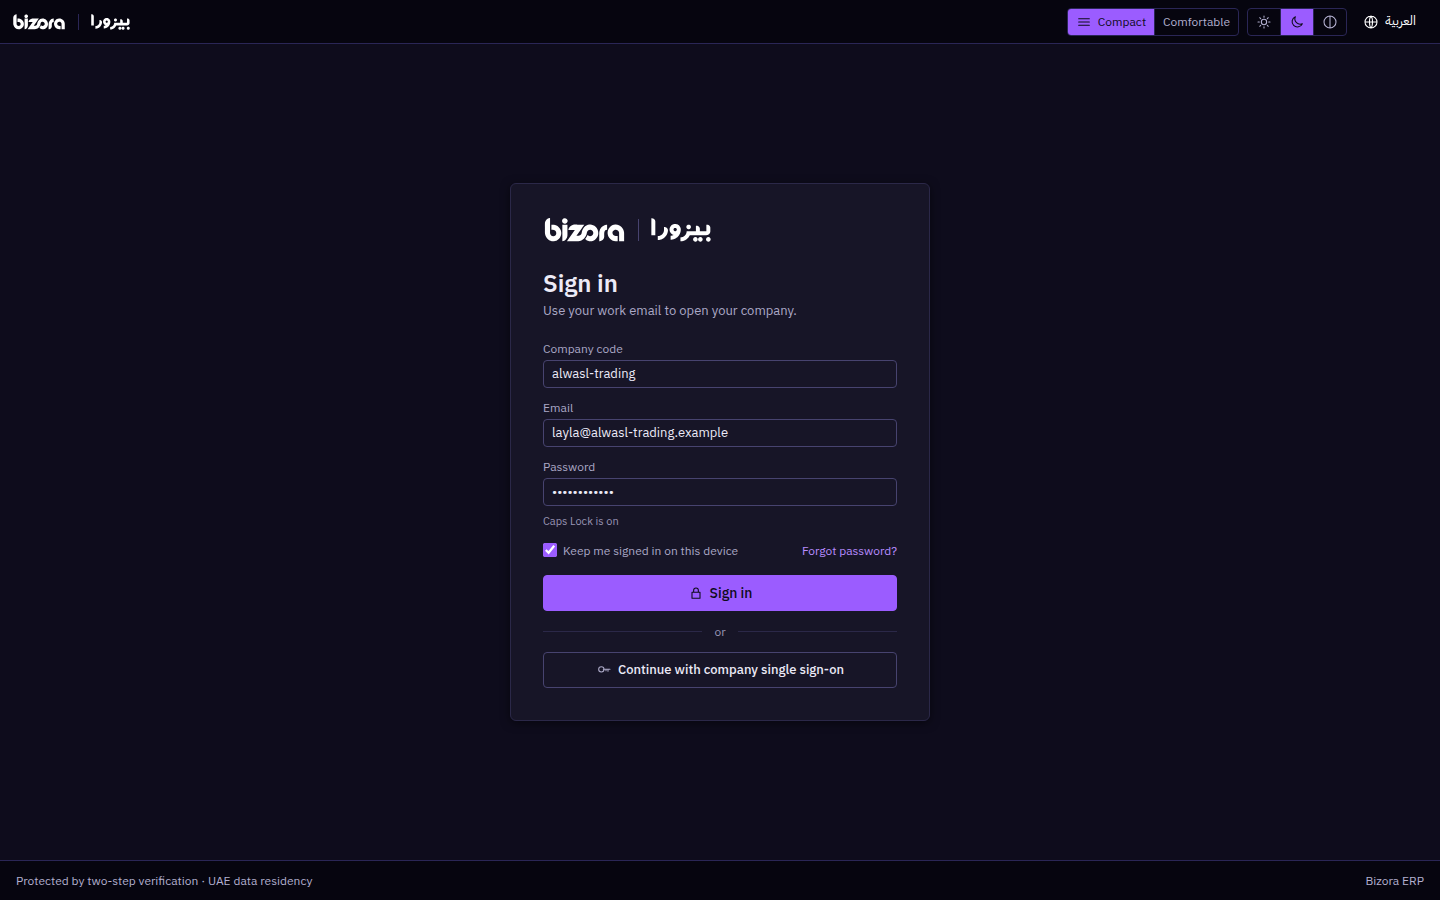 bizora | بيزورا
Compact Comfortable العربية
bizora | بيزورا
Sign in
Use your work email to open your company.
Company code
alwasl-trading
Email
layla@alwasl-trading.example
Password
••••••••••••
Caps Lock is on
Keep me signed in on this device Forgot password?
Sign in
or
Continue with company single sign-on
Protected by two-step verification · UAE data residency
Bizora ERP